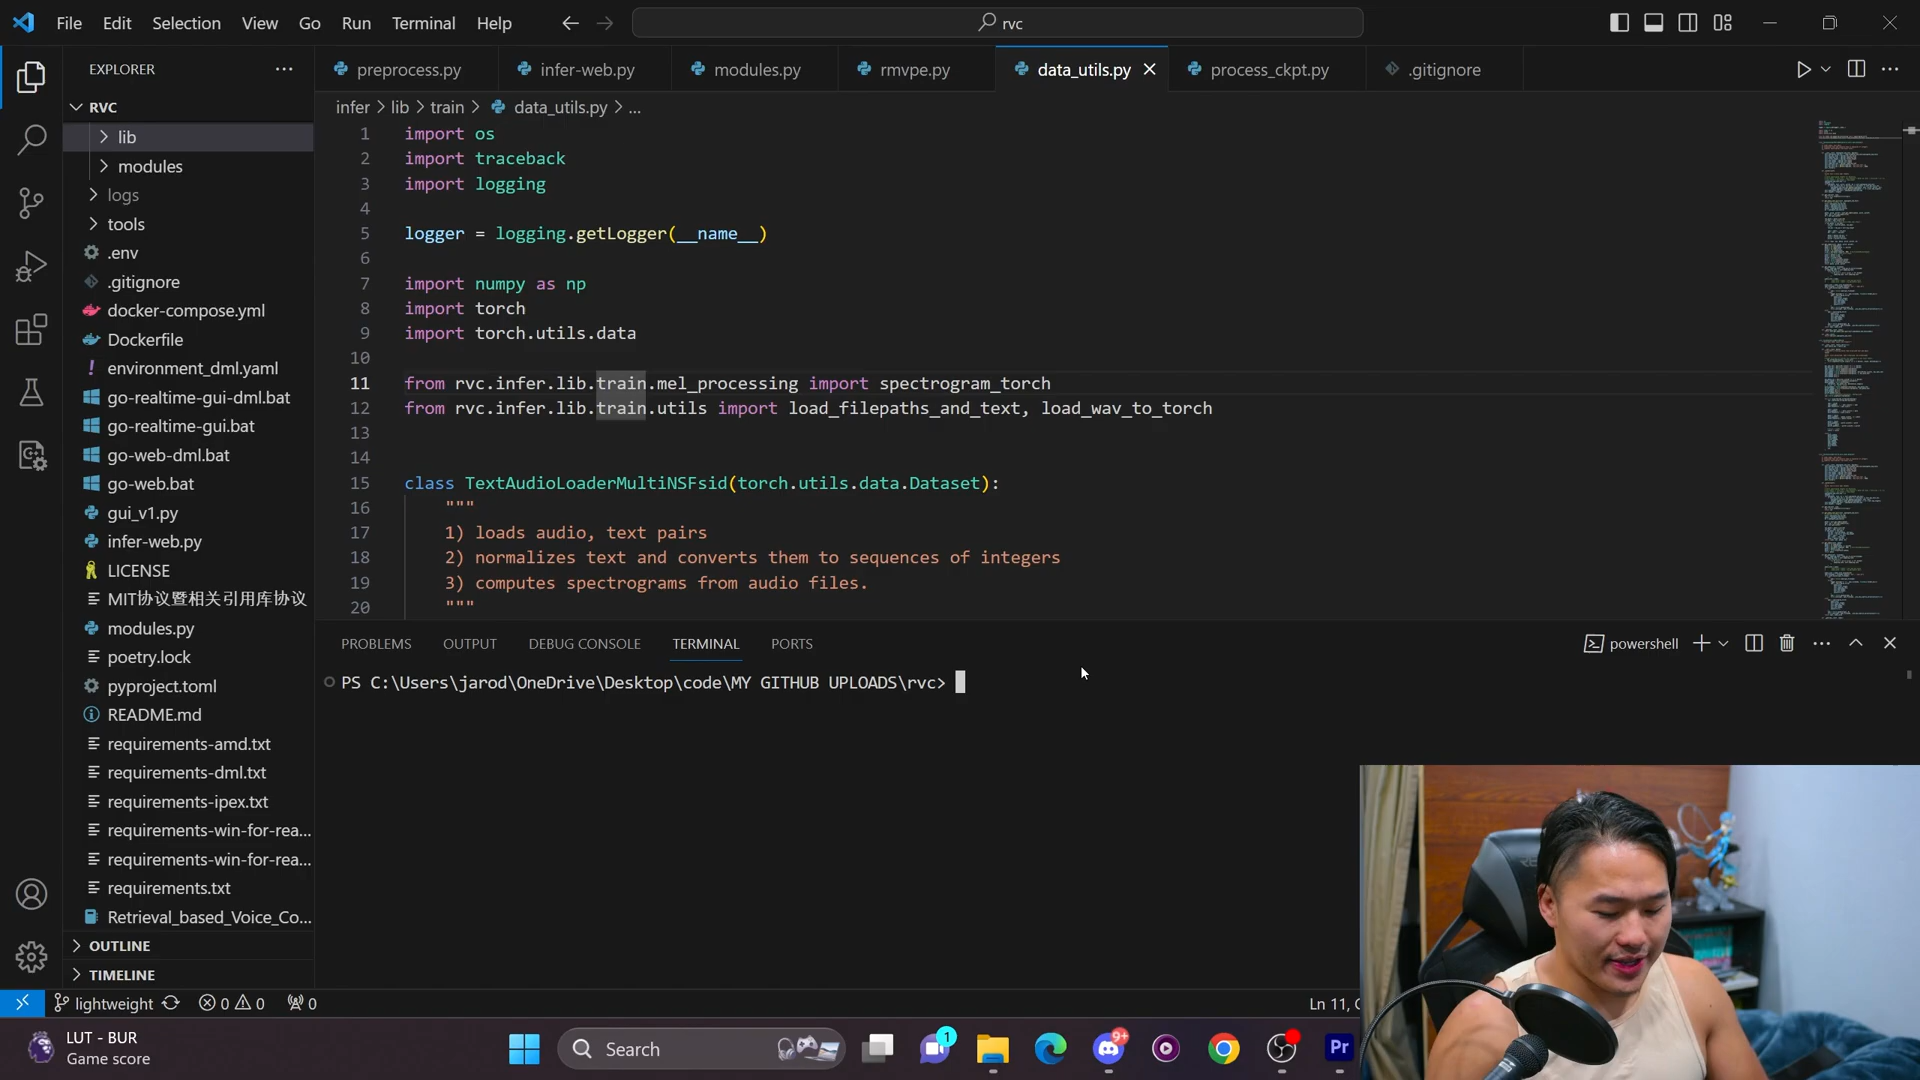 File Edit Selection View Go Run Terminal Help
rvc
EXPLORER
preprocess.py
infer-web.py
modules.py
rmvpe.py
data_utils.py
process_ckpt.py
.gitignore
RVC
lib
modules
logs
tools
.env
.gitignore
docker-compose.yml
Dockerfile
environment_dml.yaml
go-realtime-gui-dml.bat
go-realtime-gui.bat
go-web-dml.bat
go-web.bat
gui_v1.py
infer-web.py
LICENSE
MIT协议暨相关引用库协议
modules.py
poetry.lock
pyproject.toml
README.md
requirements-amd.txt
requirements-dml.txt
requirements-ipex.txt
requirements-win-for-rea...
requirements-win-for-rea...
requirements.txt
Retrieval_based_Voice_Co...
OUTLINE
TIMELINE
infer > lib > train > data_utils.py > ...
1 import os
2 import traceback
3 import logging
4
5 logger = logging.getLogger(__name__)
6
7 import numpy as np
8 import torch
9 import torch.utils.data
10
11 from rvc.infer.lib.train.mel_processing import spectrogram_torch
12 from rvc.infer.lib.train.utils import load_filepaths_and_text, load_wav_to_torch
13
14
15 class TextAudioLoaderMultiNSFsid(torch.utils.data.Dataset):
16 """
17 1) loads audio, text pairs
18 2) normalizes text and converts them to sequences of integers
19 3) computes spectrograms from audio files.
20 """
PROBLEMS OUTPUT DEBUG CONSOLE TERMINAL PORTS
powershell
PS C:\Users\jarod\OneDrive\Desktop\code\MY GITHUB UPLOADS\rvc>
lightweight 0 0 0
Ln 11,
LUT - BUR
Game score
Search
1
9+
Pr